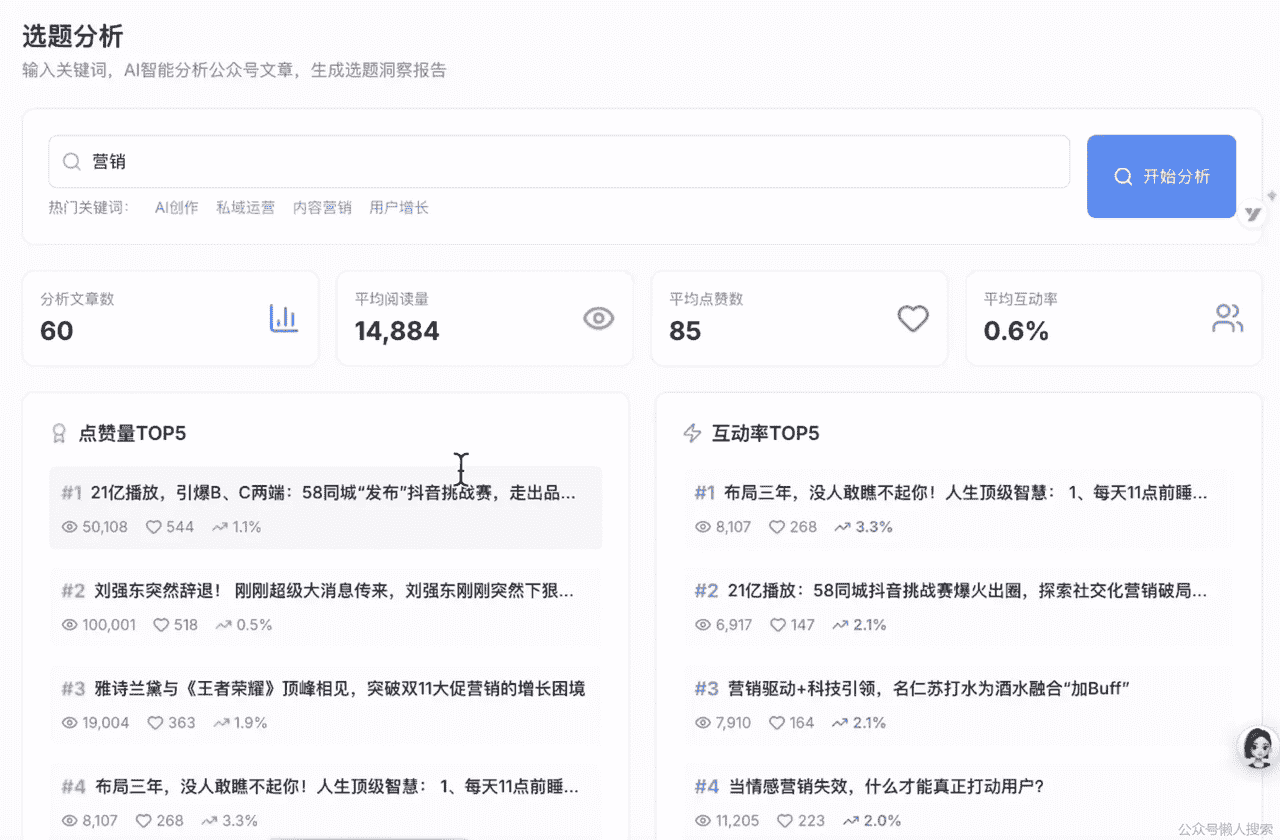 选题分析
输入关键词，AI智能分析公众号文章，生成选题洞察报告
营销
开始分析
热门关键词： AI创作 私域运营 内容营销 用户增长
分析文章数
60
平均阅读量
14,884
平均点赞数
85
平均互动率
0.6%
点赞量TOP5
#1 21亿播放，引爆B、C两端：58同城“发布”抖音挑战赛，走出品...
50,108 544 1.1%
#2 刘强东突然辞退！ 刚刚超级大消息传来，刘强东刚刚突然下狠...
100,001 518 0.5%
#3 雅诗兰黛与《王者荣耀》顶峰相见，突破双11大促营销的增长困境
19,004 363 1.9%
#4 布局三年，没人敢瞧不起你！人生顶级智慧： 1、每天11点前睡...
8,107 268 3.3%
互动率TOP5
#1 布局三年，没人敢瞧不起你！人生顶级智慧： 1、每天11点前睡...
8,107 268 3.3%
#2 21亿播放：58同城抖音挑战赛爆火出圈，探索社交化营销破局...
6,917 147 2.1%
#3 营销驱动+科技引领，名仁苏打水为酒水融合“加Buff”
7,910 164 2.1%
#4 当情感营销失效，什么才能真正打动用户？
11,205 223 2.0%
公众号懒人搜索